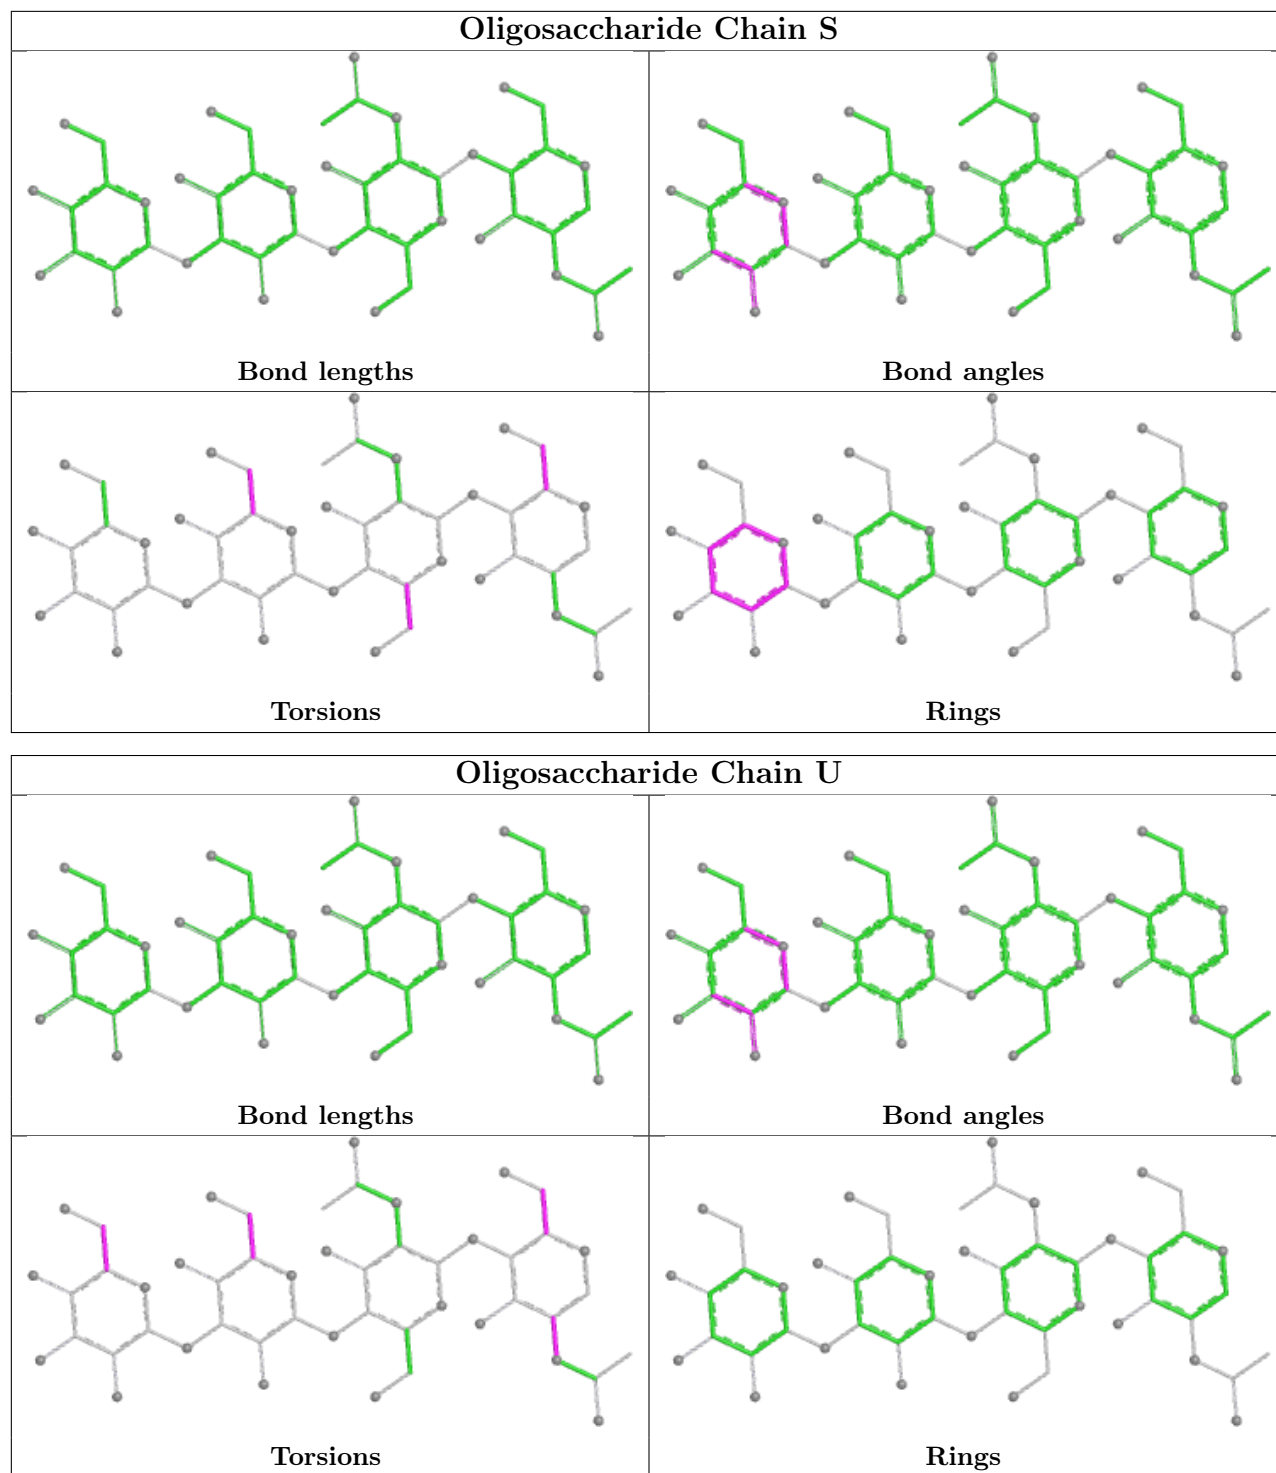 Oligosaccharide Chain S
Bond lengths
Bond angles
Torsions
Rings
Oligosaccharide Chain U
Bond lengths
Bond angles
Torsions
Rings